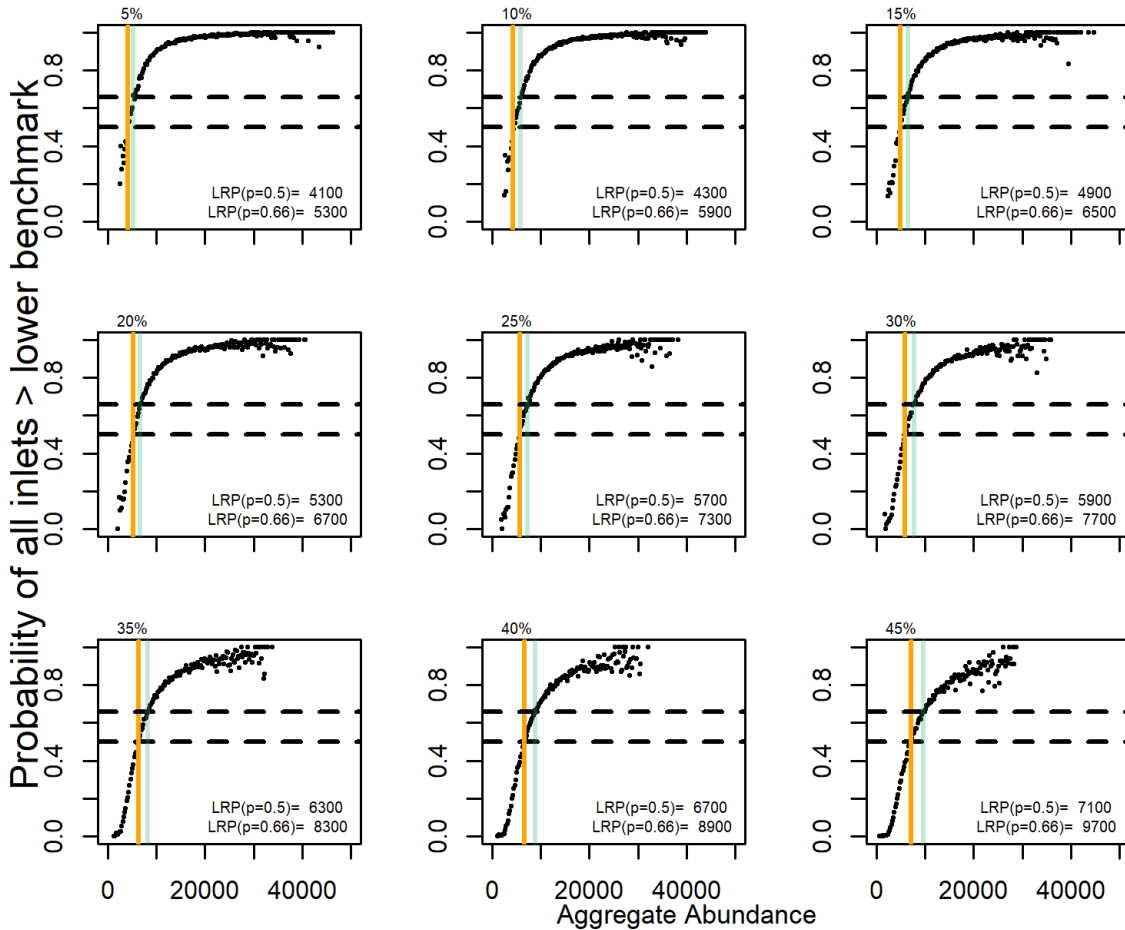 Probability of all inlets > lower benchmark
5%
0.0 0.4 0.8
LRP(p=0.5)= 4100
LRP(p=0.66)= 5300
10%
0.0 0.4 0.8
LRP(p=0.5)= 4300
LRP(p=0.66)= 5900
15%
0.0 0.4 0.8
LRP(p=0.5)= 4900
LRP(p=0.66)= 6500
20%
0.0 0.4 0.8
LRP(p=0.5)= 5300
LRP(p=0.66)= 6700
25%
0.0 0.4 0.8
LRP(p=0.5)= 5700
LRP(p=0.66)= 7300
30%
0.0 0.4 0.8
LRP(p=0.5)= 5900
LRP(p=0.66)= 7700
35%
0.0 0.4 0.8
LRP(p=0.5)= 6300
LRP(p=0.66)= 8300
0 20000 40000
40%
0.0 0.4 0.8
LRP(p=0.5)= 6700
LRP(p=0.66)= 8900
0 20000 40000
45%
0.0 0.4 0.8
LRP(p=0.5)= 7100
LRP(p=0.66)= 9700
0 20000 40000
Aggregate Abundance